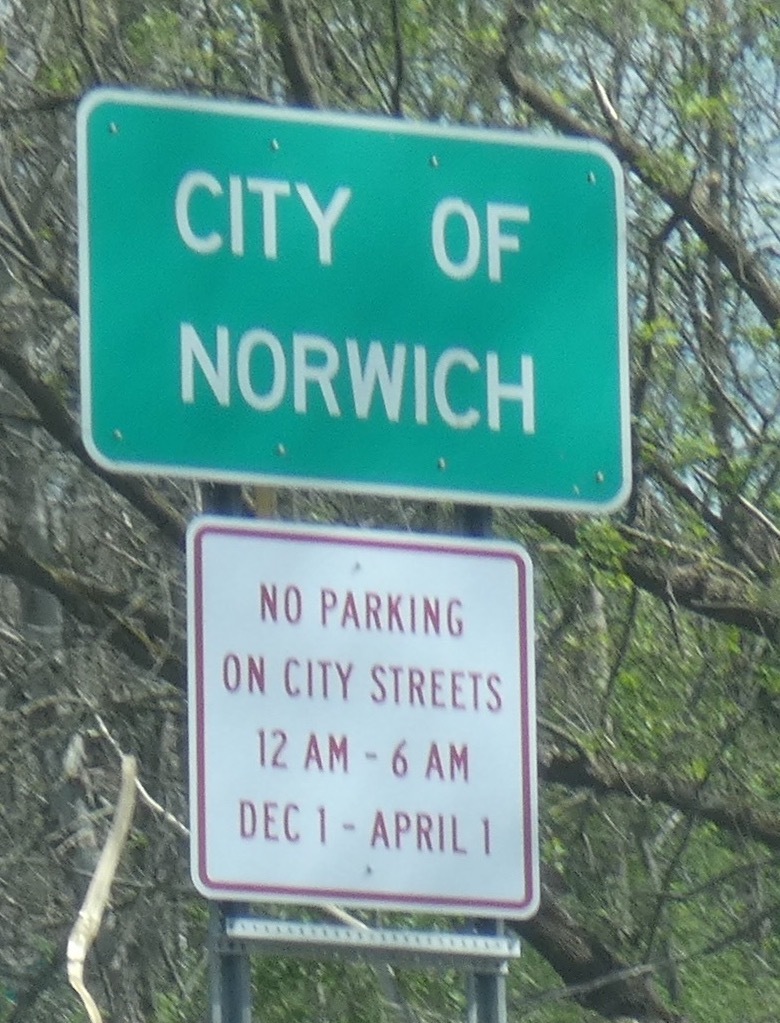 CITY OF
NORWICH
NO PARKING
ON CITY STREETS
12 AM - 6 AM
DEC 1 - APRIL 1